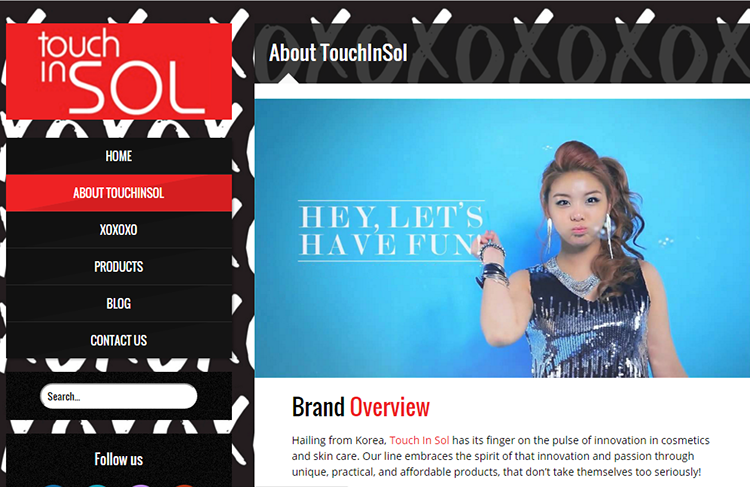 touch
in SOL
HOME
ABOUT TOUCHINSOL
XOXOXO
PRODUCTS
BLOG
CONTACT US
Search...
Follow us
About TouchInSol
HEY, LET'S
HAVE FUN
Brand Overview
Hailing from Korea, Touch In Sol has its finger on the pulse of innovation in cosmetics
and skin care. Our line embraces the spirit of that innovation and passion through
unique, practical, and affordable products, that don't take themselves too seriously!